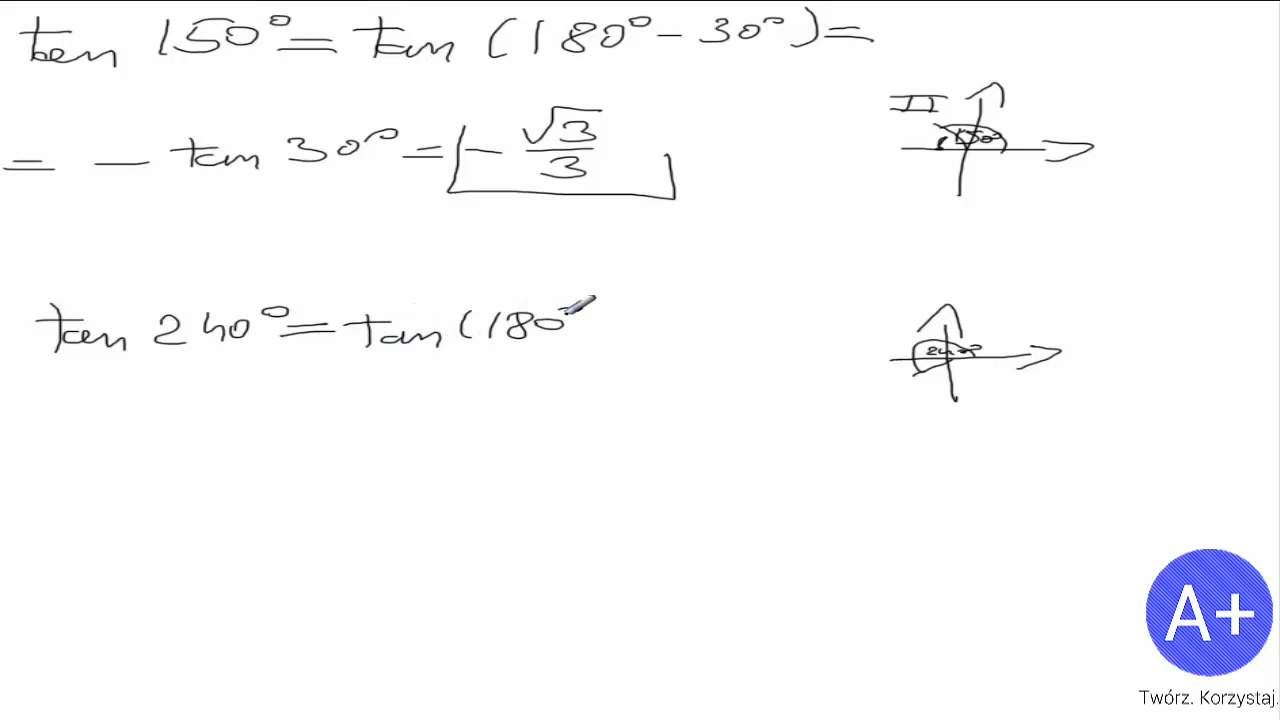 tan 150° = tan (180° - 30°) =
II
150°
= - tan 30° = - √3/3
tan 240° = tan (180°
240°
A+
Twórz. Korzystaj.